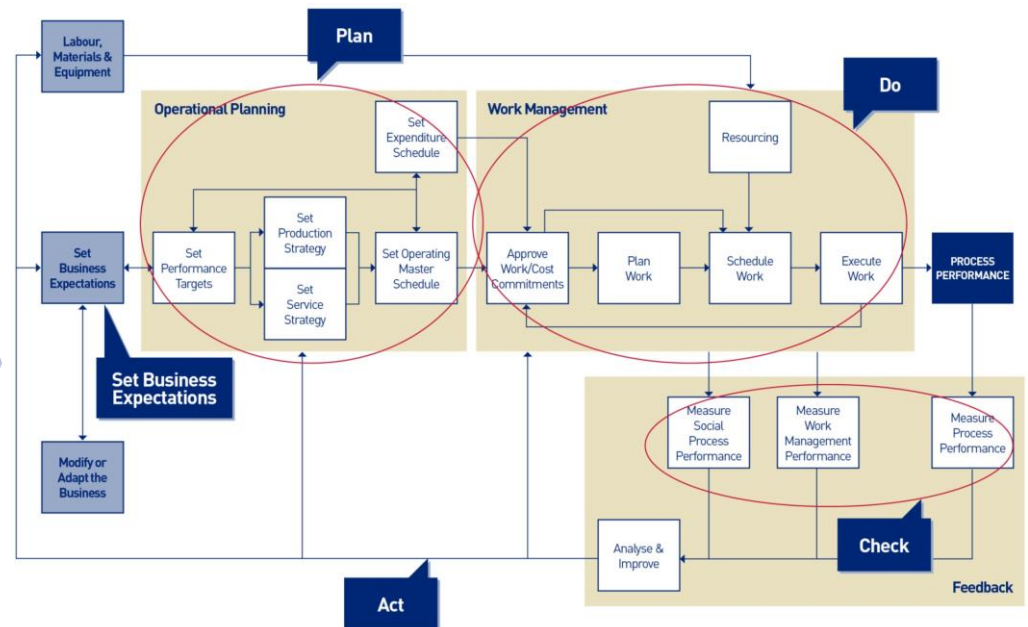 Labour,
Materials &
Equipment
Plan
Do
Operational Planning
Work Management
Set
Expenditure
Schedule
Resourcing
Set
Business
Expectations
Set
Performance
Targets
Set
Production
Strategy
Set
Service
Strategy
Set Operating
Master
Schedule
Approve
Work/Cost
Commitments
Plan
Work
Schedule
Work
Execute
Work
PROCESS
PERFORMANCE
Set Business
Expectations
Modify or
Adapt the
Business
Measure
Social
Process
Performance
Measure
Work
Management
Performance
Measure
Process
Performance
Analyse &
Improve
Check
Feedback
Act